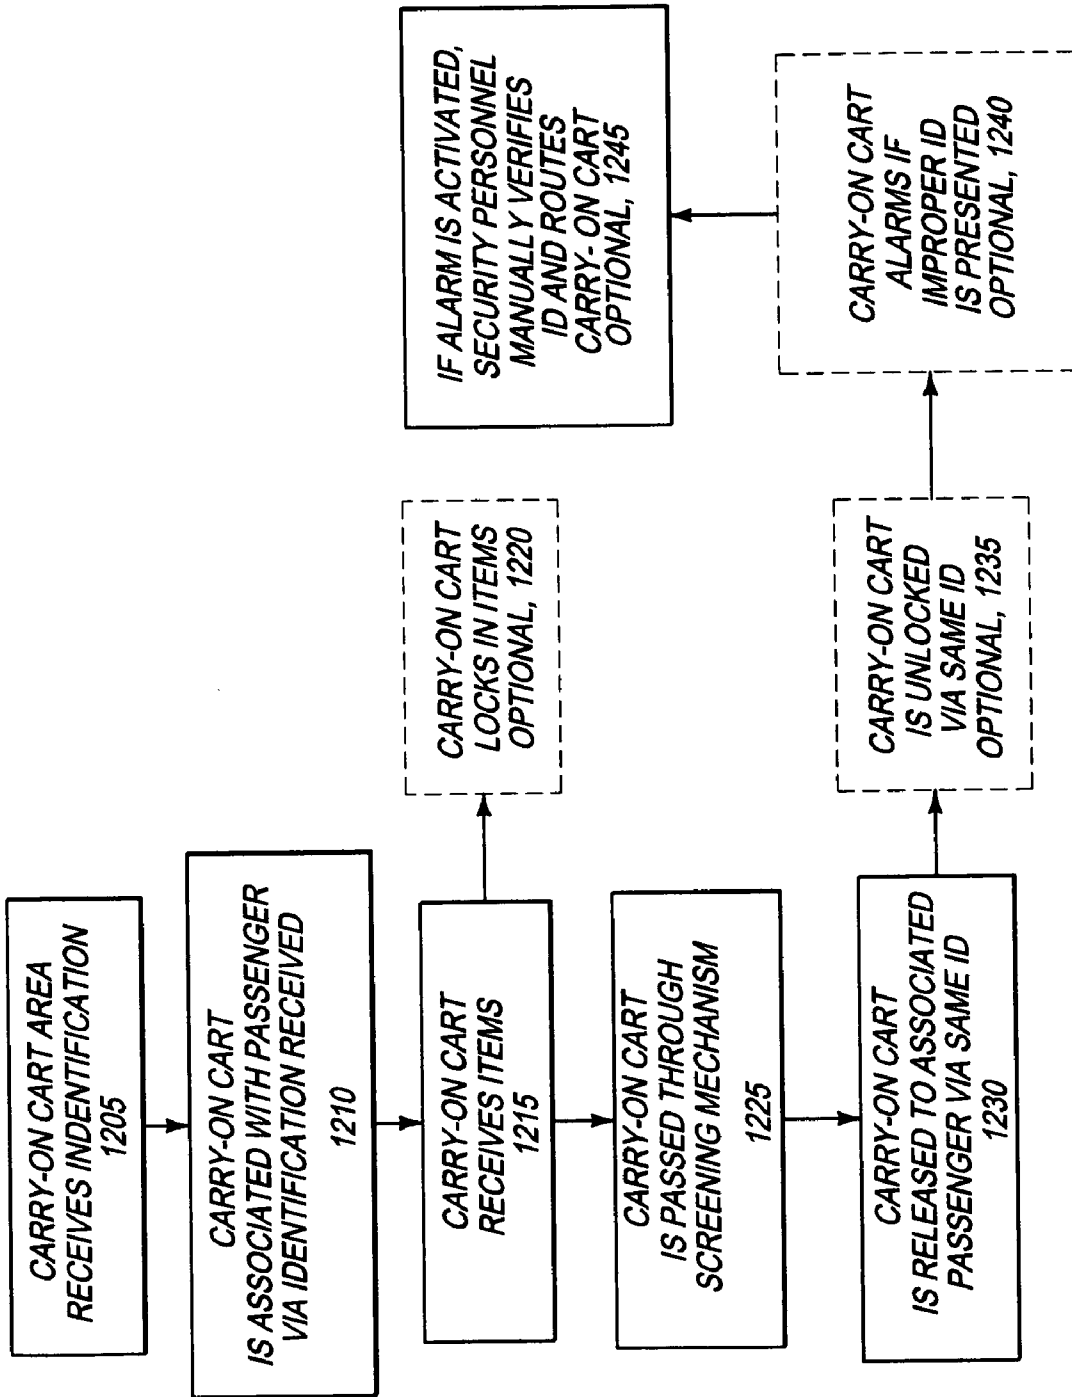 CARRY-ON CART AREA
RECEIVES INDENTIFICATION
1205
CARRY-ON CART
IS ASSOCIATED WITH PASSENGER
VIA IDENTIFICATION RECEIVED
1210
CARRY-ON CART
RECEIVES ITEMS
1215
CARRY-ON CART
LOCKS IN ITEMS
OPTIONAL, 1220
CARRY-ON CART
IS PASSED THROUGH
SCREENING MECHANISM
1225
CARRY-ON CART
IS RELEASED TO ASSOCIATED
PASSENGER VIA SAME ID
1230
CARRY-ON CART
IS UNLOCKED
VIA SAME ID
OPTIONAL, 1235
CARRY-ON CART
ALARMS IF
IMPROPER ID
IS PRESENTED
OPTIONAL, 1240
IF ALARM IS ACTIVATED,
SECURITY PERSONNEL
MANUALLY VERIFIES
ID AND ROUTES
CARRY- ON CART
OPTIONAL, 1245